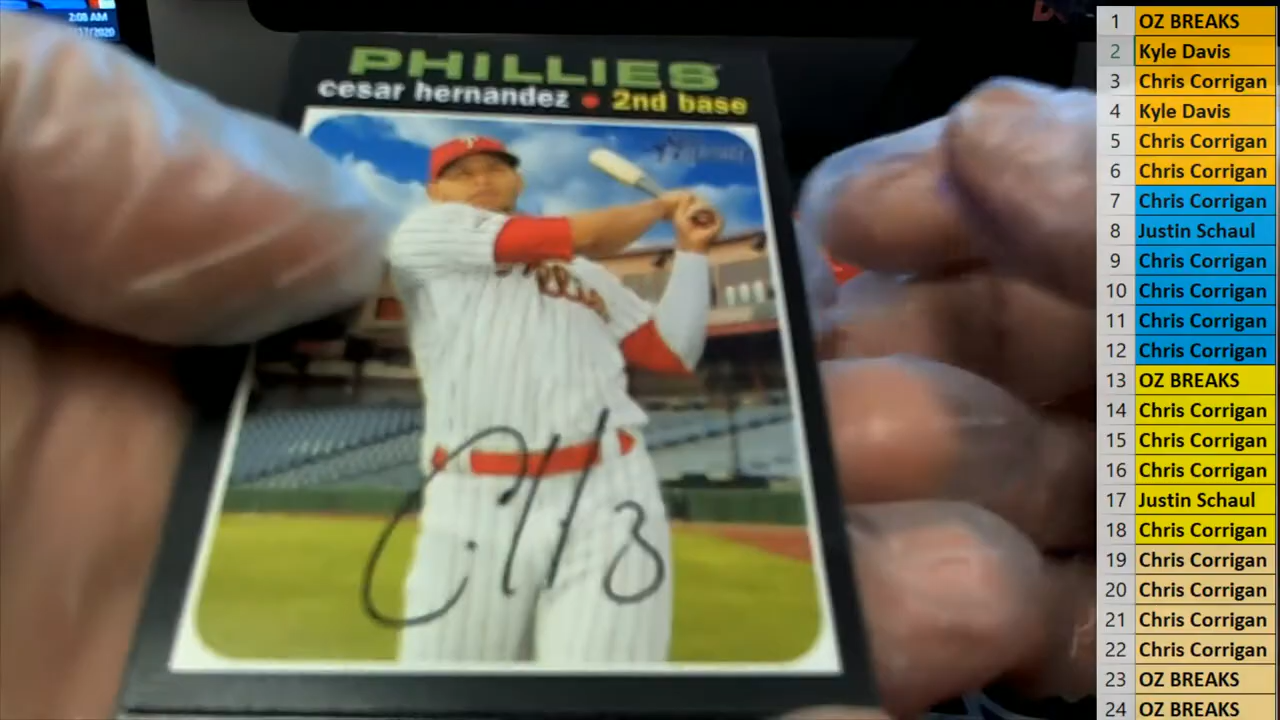 2:05 AM
PHILLIES
cesar hernandez • 2nd base
Heritage
1 OZ BREAKS
2 Kyle Davis
3 Chris Corrigan
4 Kyle Davis
5 Chris Corrigan
6 Chris Corrigan
7 Chris Corrigan
8 Justin Schaul
9 Chris Corrigan
10 Chris Corrigan
11 Chris Corrigan
12 Chris Corrigan
13 OZ BREAKS
14 Chris Corrigan
15 Chris Corrigan
16 Chris Corrigan
17 Justin Schaul
18 Chris Corrigan
19 Chris Corrigan
20 Chris Corrigan
21 Chris Corrigan
22 Chris Corrigan
23 OZ BREAKS
24 OZ BREAKS